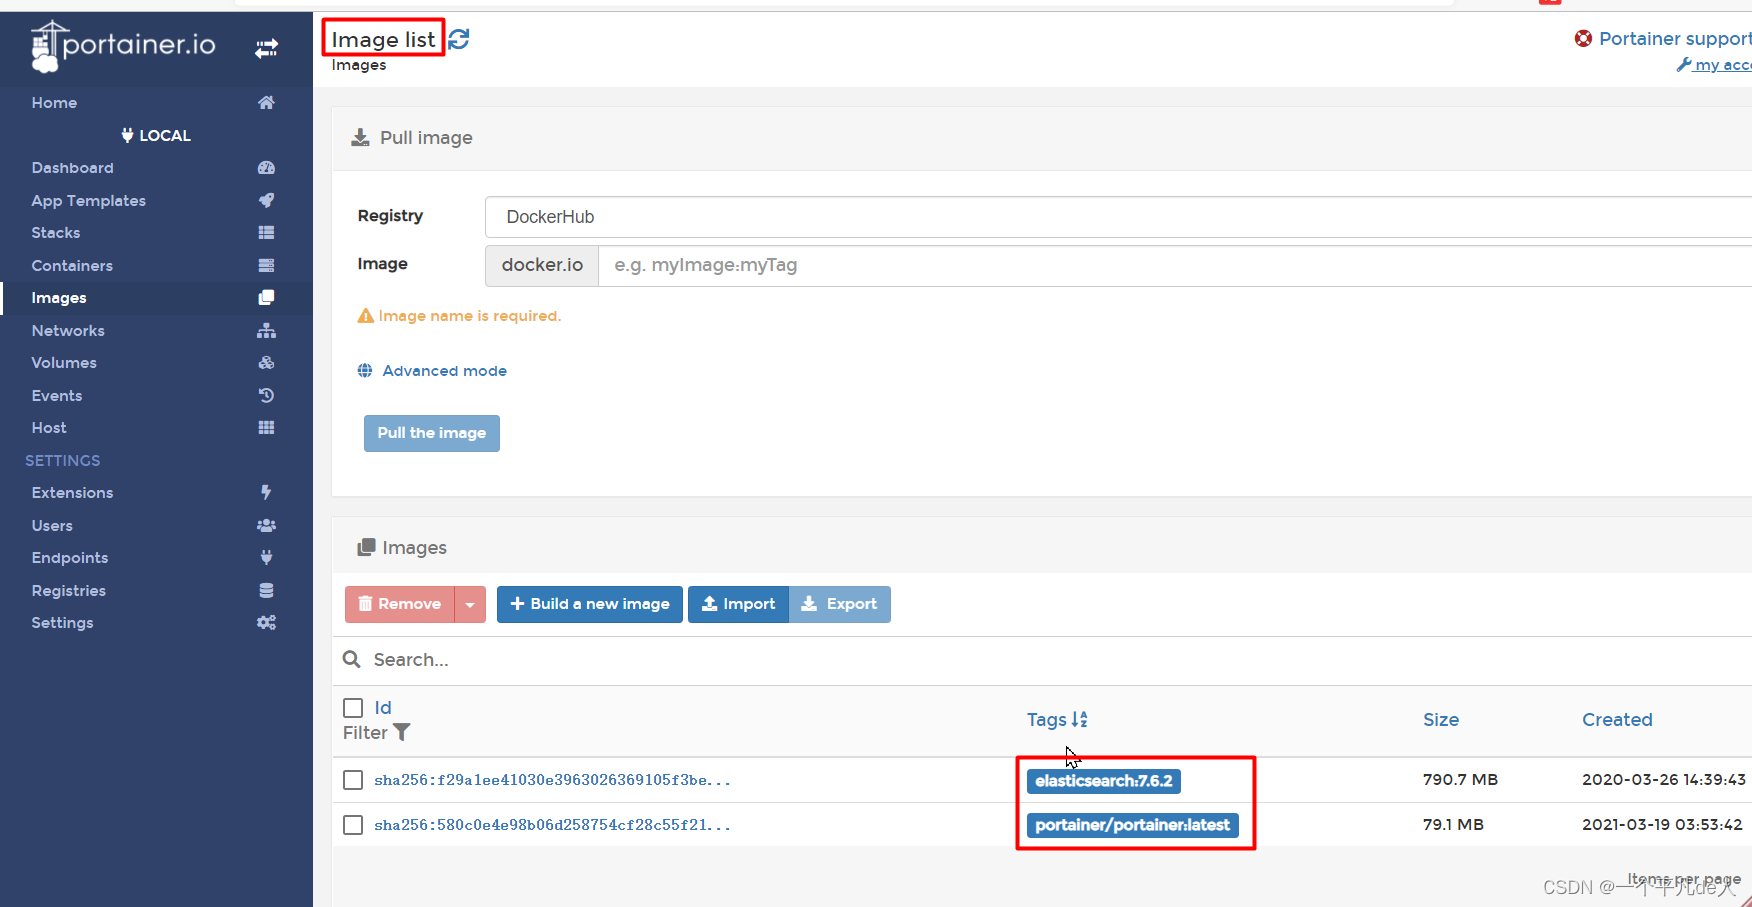 portainer.io
Home
LOCAL
Dashboard
App Templates
Stacks
Containers
Images
Networks
Volumes
Events
Host
SETTINGS
Extensions
Users
Endpoints
Registries
Settings
Image list
Images
Portainer support
my acc
Pull image
Registry DockerHub
Image docker.io e.g. myImage:myTag
Image name is required.
Advanced mode
Pull the image
Images
Remove Build a new image Import Export
Search...
Id Tags Size Created
Filter
sha256:f29a1ee41030e3963026369105f3be... elasticsearch:7.6.2 790.7 MB 2020-03-26 14:39:43
sha256:580c0e4e98b06d258754cf28c55f21... portainer/portainer:latest 79.1 MB 2021-03-19 03:53:42
Items per page
CSDN @一个平凡de人